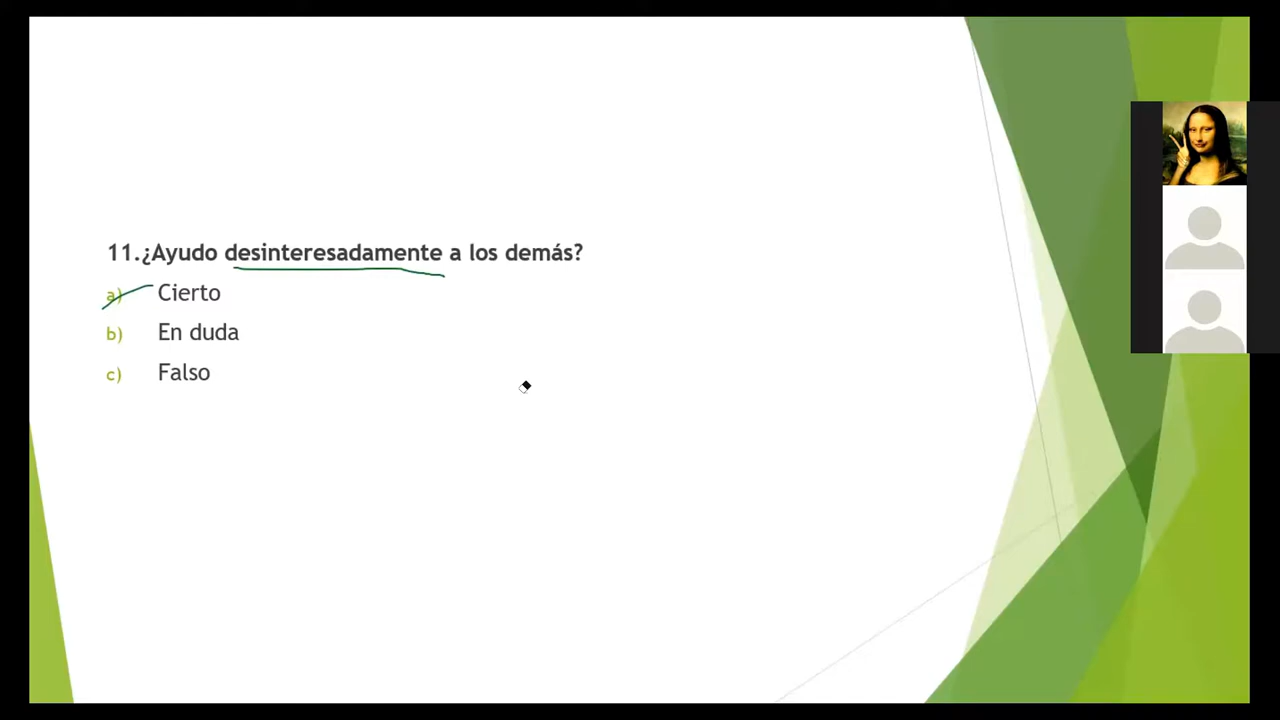 11.¿Ayudo desinteresadamente a los demás?
a) Cierto
b) En duda
c) Falso